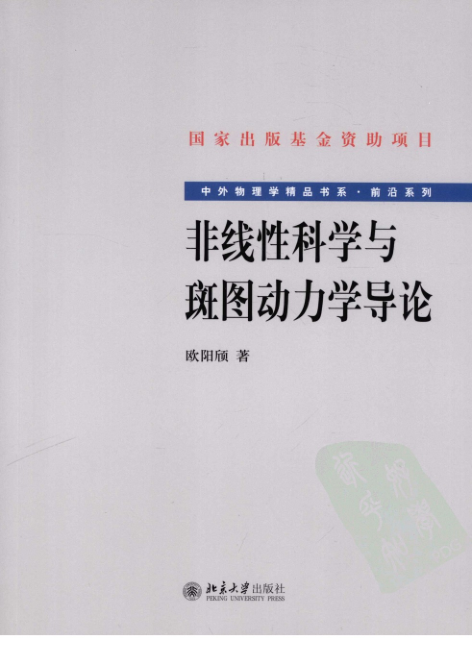 国家出版基金资助项目
中外物理学精品书系·前沿系列
非线性科学与
斑图动力学导论
欧阳颀 著
北京大学出版社
PEKING UNIVERSITY PRESS